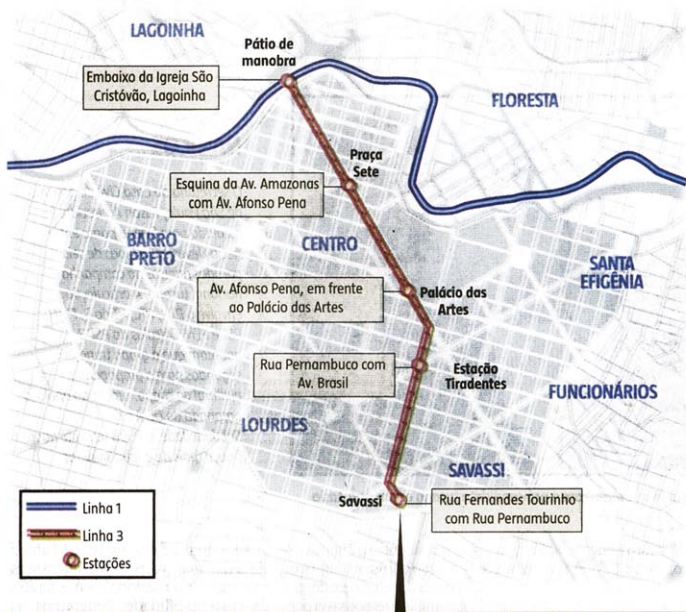 LAGOINHA
Pátio de
manobra
Embaixo da Igreja São
Cristóvão, Lagoinha
FLORESTA
Praça
Sete
Esquina da Av. Amazonas
com Av. Afonso Pena
BARRO
PRETO
CENTRO
SANTA
EFIGÊNIA
Av. Afonso Pena, em frente
ao Palácio das Artes
Palácio das
Artes
Rua Pernambuco com
Av. Brasil
Estação
Tiradentes
FUNCIONÁRIOS
LOURDES
SAVASSI
Savassi
Rua Fernandes Tourinho
com Rua Pernambuco
Linha 1
Linha 3
Estações